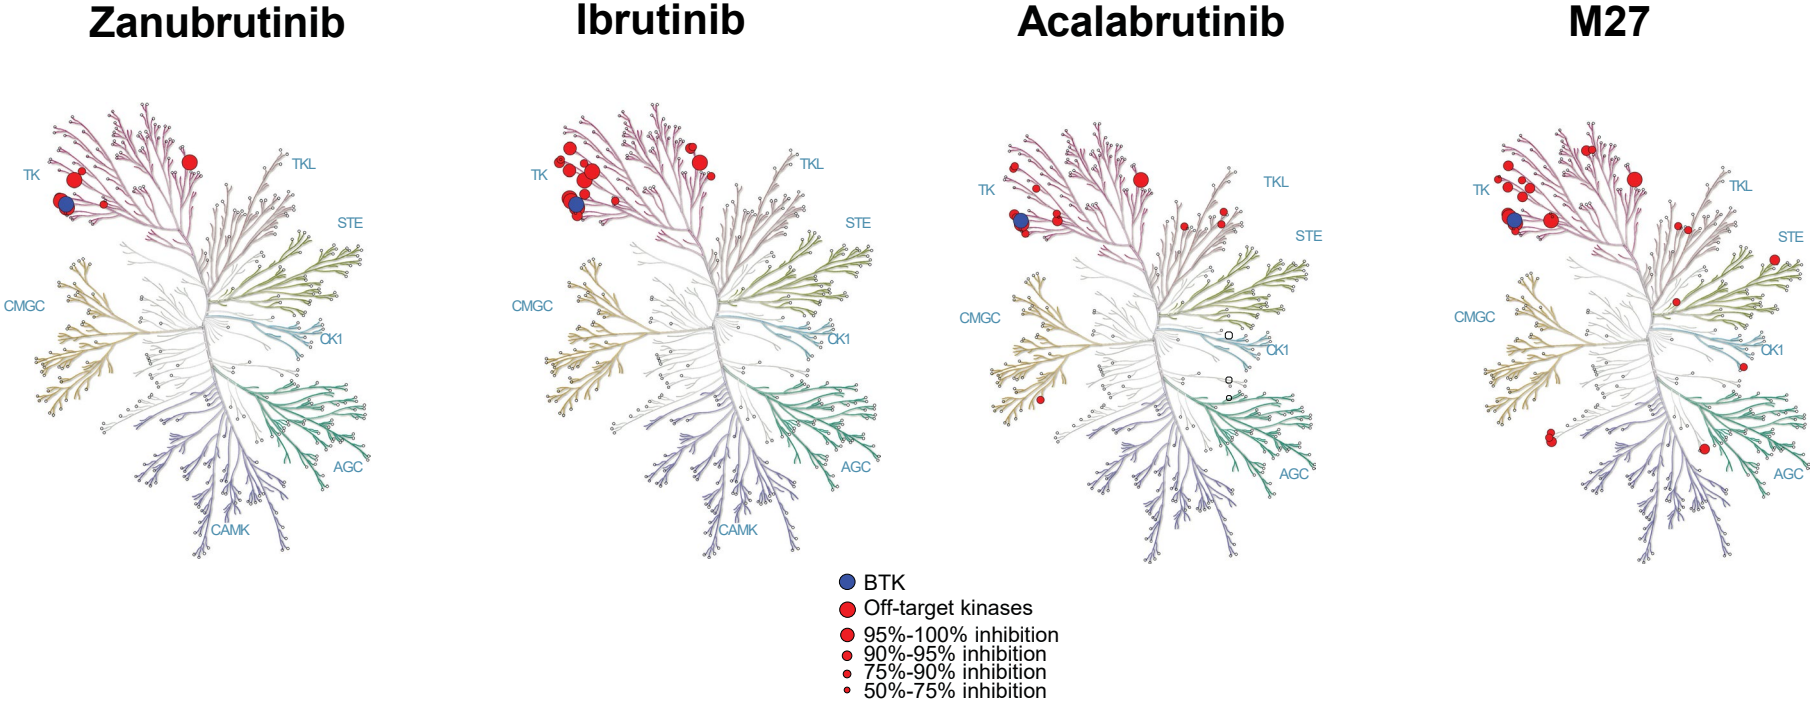 Zanubrutinib
Ibrutinib
Acalabrutinib
M27
TK
TKL
STE
CMGC
CK1
AGC
CAMK
TK
TKL
STE
CMGC
CK1
AGC
CAMK
TK
TKL
STE
CMGC
CK1
AGC
TK
TKL
STE
CMGC
CK1
AGC
BTK
Off-target kinases
95%-100% inhibition
90%-95% inhibition
75%-90% inhibition
50%-75% inhibition